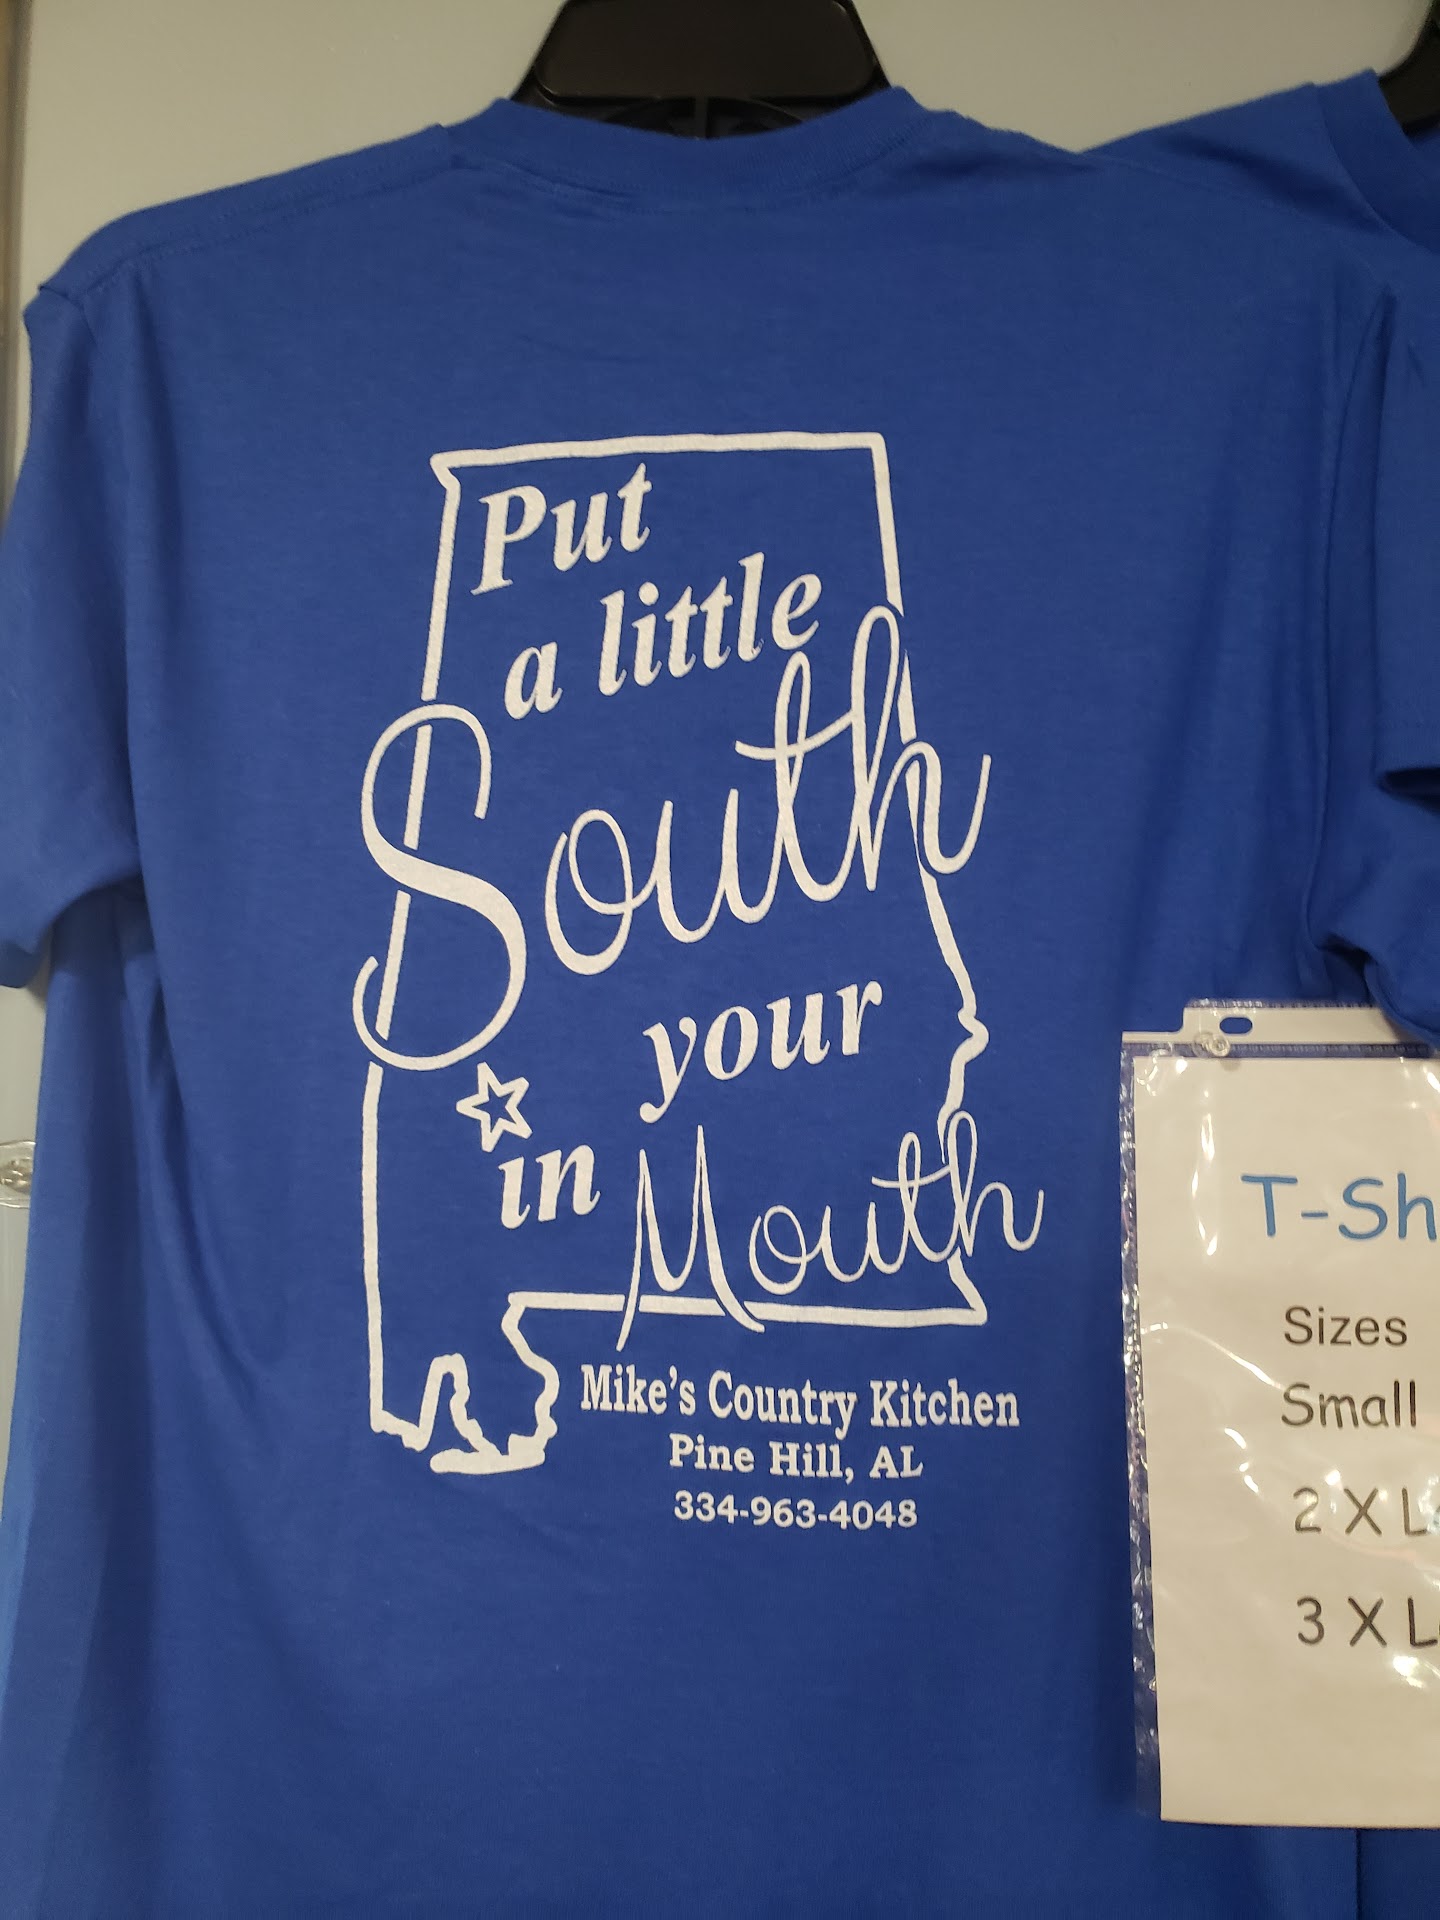 Put
a little
South
in your
Mouth
Mike's Country Kitchen
Pine Hill, AL
334-963-4048
Sizes
Small
2 X
3 X